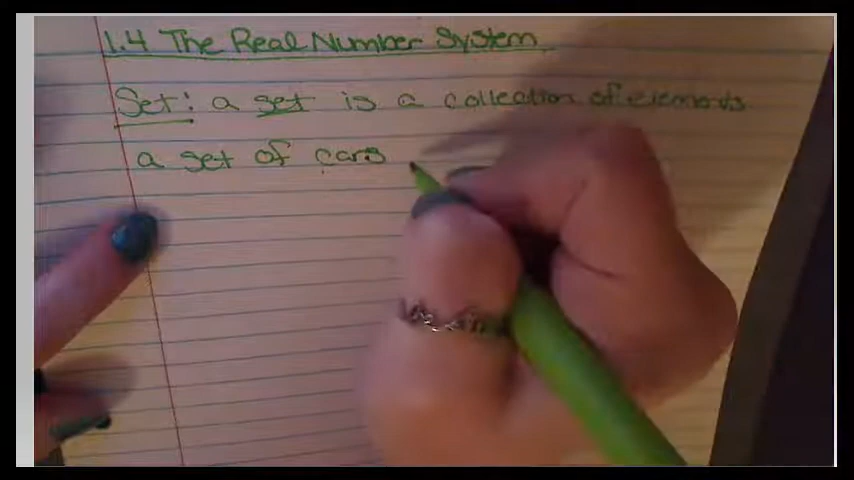 1.4 The Real Number System
Set: a set is a collection of elements
a set of cars